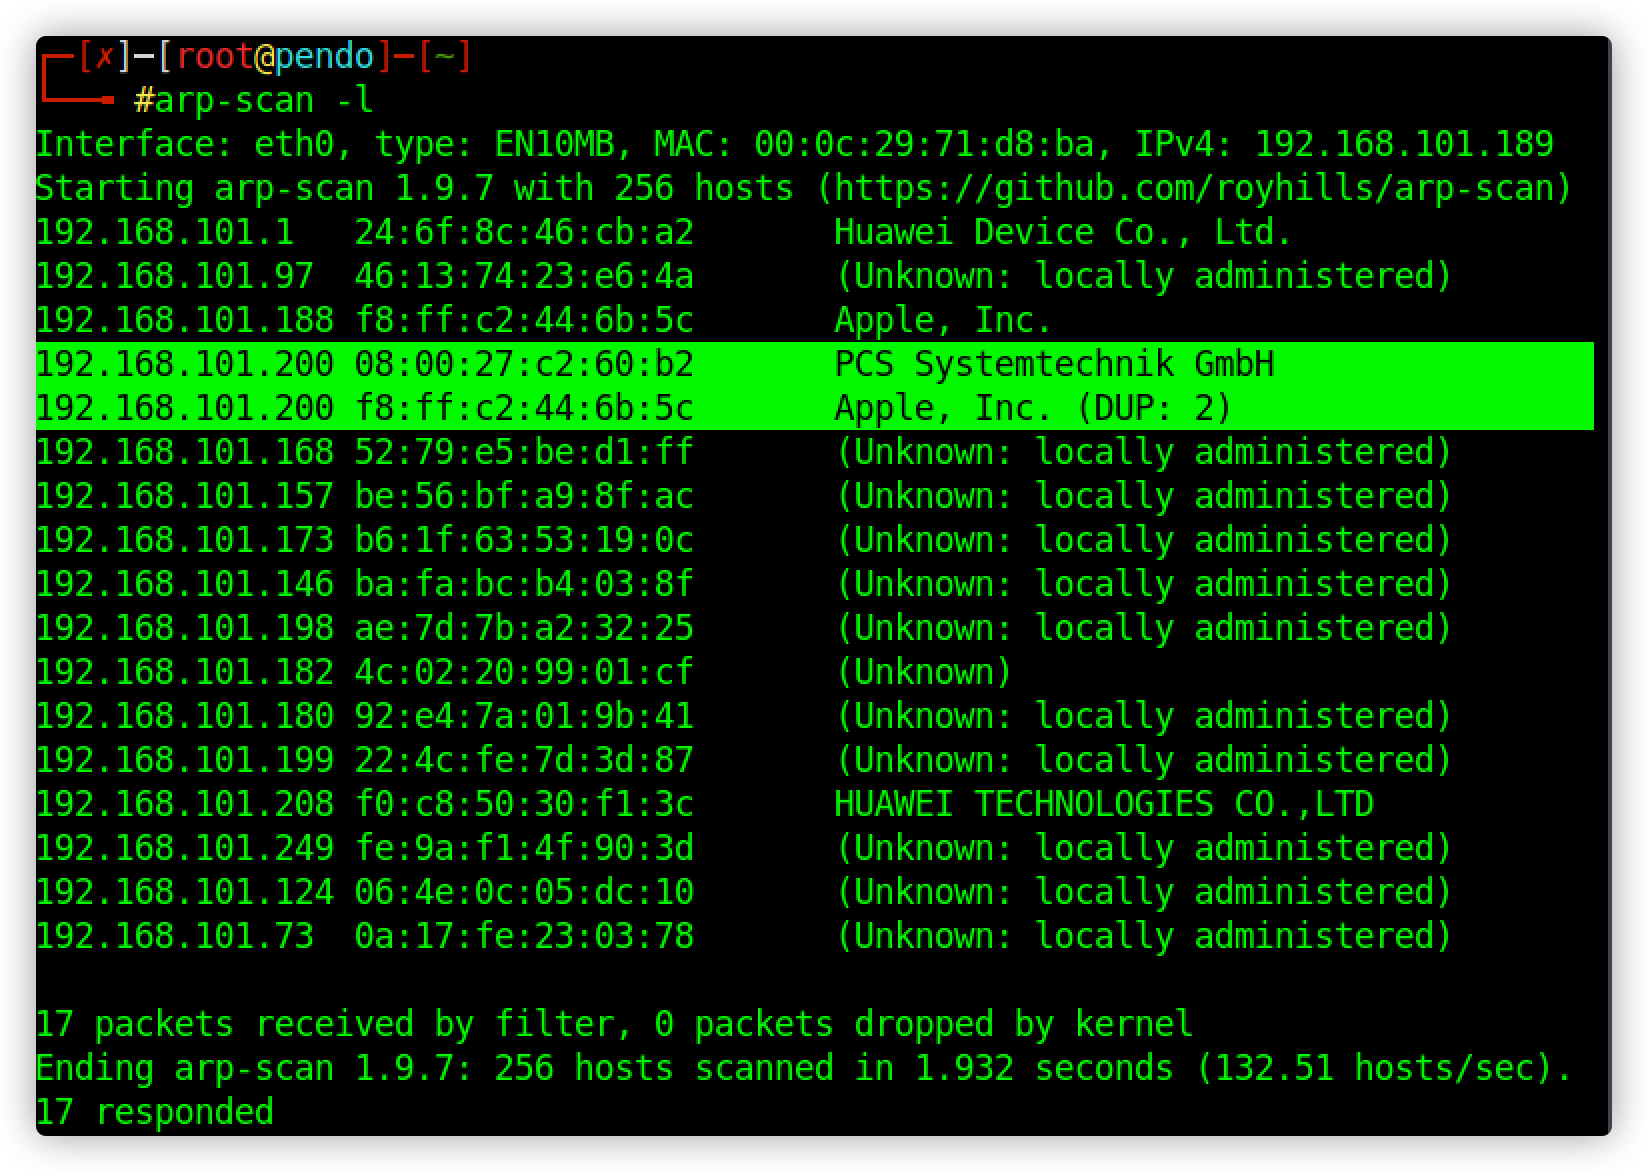 [✗]─[root@pendo]─[~]
#arp-scan -l
Interface: eth0, type: EN10MB, MAC: 00:0c:29:71:d8:ba, IPv4: 192.168.101.189
Starting arp-scan 1.9.7 with 256 hosts (https://github.com/royhills/arp-scan)
192.168.101.1 24:6f:8c:46:cb:a2 Huawei Device Co., Ltd.
192.168.101.97 46:13:74:23:e6:4a (Unknown: locally administered)
192.168.101.188 f8:ff:c2:44:6b:5c Apple, Inc.
192.168.101.200 08:00:27:c2:60:b2 PCS Systemtechnik GmbH
192.168.101.200 f8:ff:c2:44:6b:5c Apple, Inc. (DUP: 2)
192.168.101.168 52:79:e5:be:d1:ff (Unknown: locally administered)
192.168.101.157 be:56:bf:a9:8f:ac (Unknown: locally administered)
192.168.101.173 b6:1f:63:53:19:0c (Unknown: locally administered)
192.168.101.146 ba:fa:bc:b4:03:8f (Unknown: locally administered)
192.168.101.198 ae:7d:7b:a2:32:25 (Unknown: locally administered)
192.168.101.182 4c:02:20:99:01:cf (Unknown)
192.168.101.180 92:e4:7a:01:9b:41 (Unknown: locally administered)
192.168.101.199 22:4c:fe:7d:3d:87 (Unknown: locally administered)
192.168.101.208 f0:c8:50:30:f1:3c HUAWEI TECHNOLOGIES CO.,LTD
192.168.101.249 fe:9a:f1:4f:90:3d (Unknown: locally administered)
192.168.101.124 06:4e:0c:05:dc:10 (Unknown: locally administered)
192.168.101.73 0a:17:fe:23:03:78 (Unknown: locally administered)
17 packets received by filter, 0 packets dropped by kernel
Ending arp-scan 1.9.7: 256 hosts scanned in 1.932 seconds (132.51 hosts/sec).
17 responded